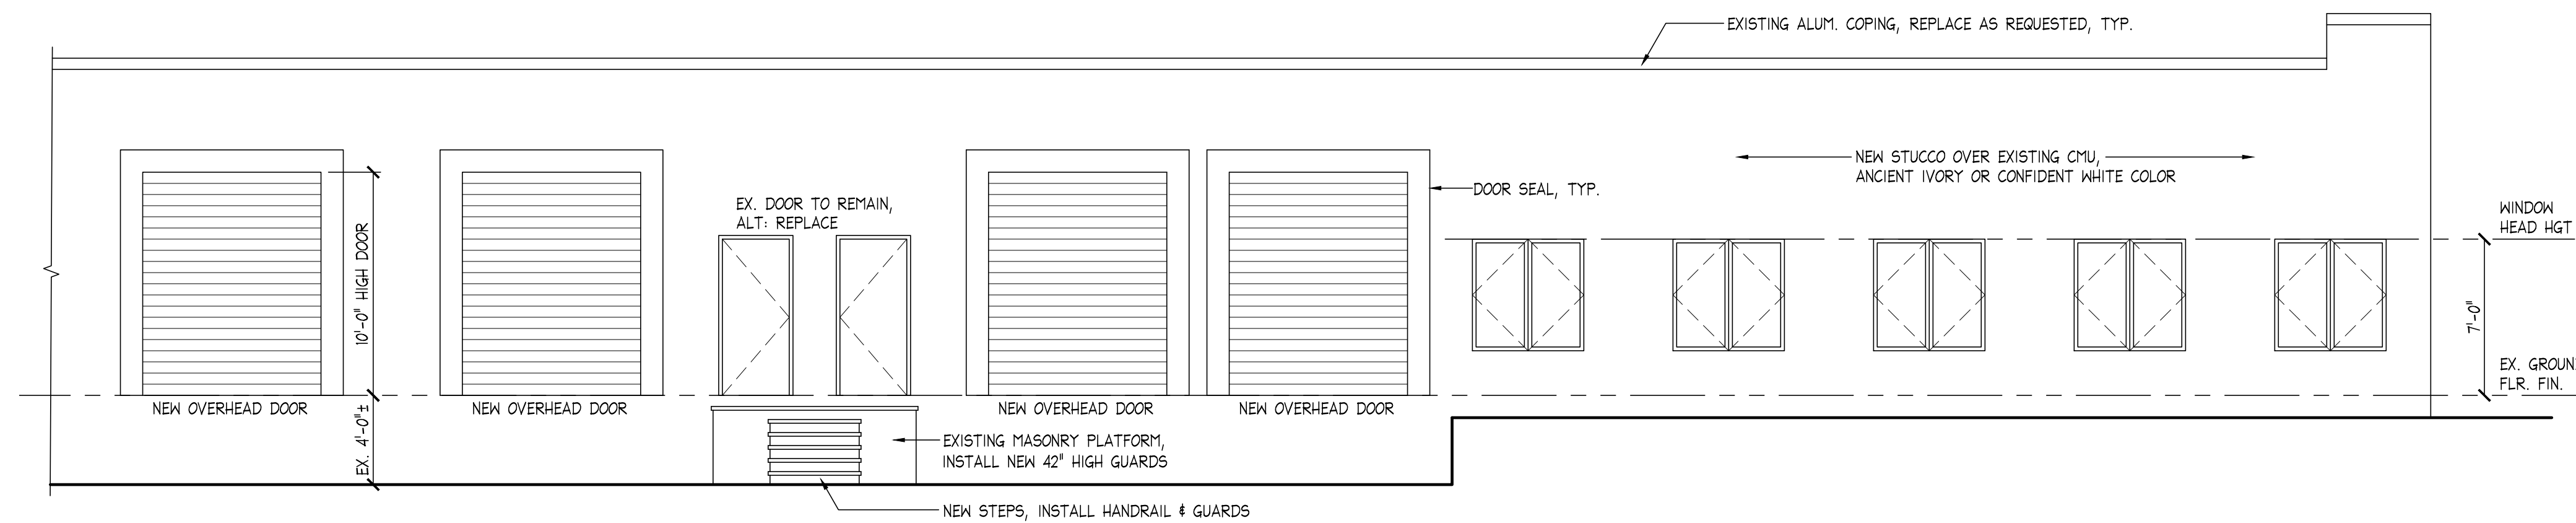 EXISTING ALUM. COPING, REPLACE AS REQUESTED, TYP.
NEW STUCCO OVER EXISTING CMU,
ANCIENT IVORY OR CONFIDENT WHITE COLOR
DOOR SEAL, TYP.
EX. DOOR TO REMAIN,
ALT: REPLACE
WINDOW
HEAD HGT
10'-0" HIGH DOOR
7'-0"
EX. GROUN
FLR. FIN.
NEW OVERHEAD DOOR
NEW OVERHEAD DOOR
NEW OVERHEAD DOOR
NEW OVERHEAD DOOR
EX. 4'-0"±
EXISTING MASONRY PLATFORM,
INSTALL NEW 42" HIGH GUARDS
NEW STEPS, INSTALL HANDRAIL & GUARDS